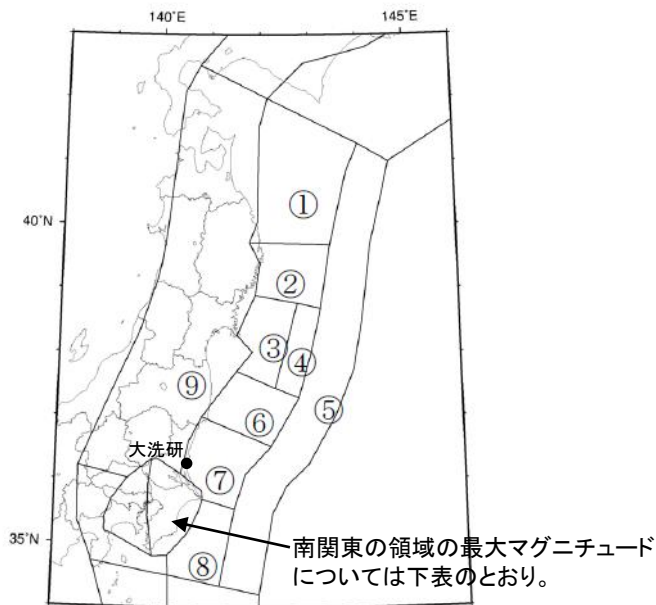 140°E
145°E
①
40°N
②
③
④
⑨
⑤
⑥
大洗研
⑦
35°N
南関東の領域の最大マグニチュード
については下表のとおり。
⑧